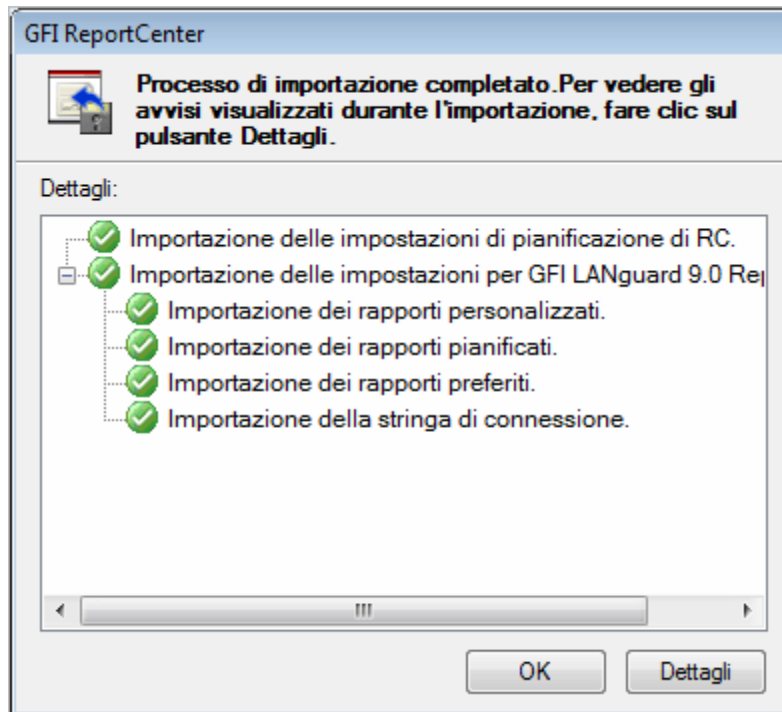 GFI ReportCenter
Processo di importazione completato.Per vedere gli
avvisi visualizzati durante l'importazione, fare clic sul
pulsante Dettagli.
Dettagli:
Importazione delle impostazioni di pianificazione di RC.
Importazione delle impostazioni per GFI LANguard 9.0
Importazione dei rapporti personalizzati.
Importazione dei rapporti pianificati.
Importazione dei rapporti preferiti.
Importazione della stringa di connessione.
OK Dettagli